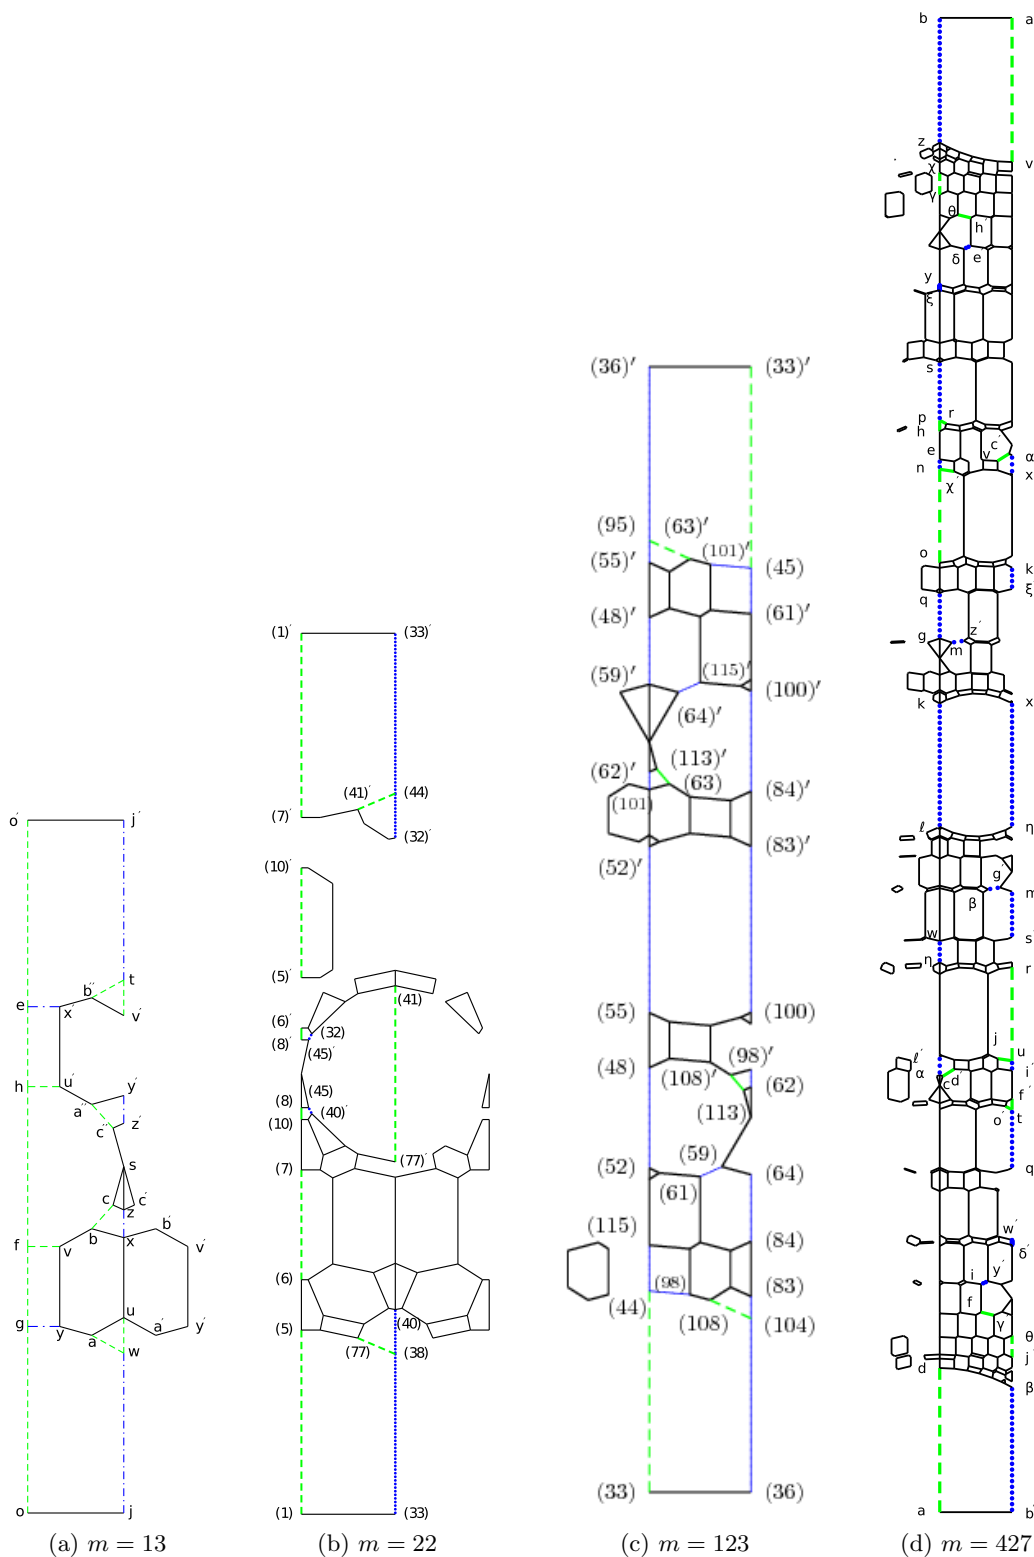 b a
z v
χ
γ
θ h′
δ e′
y
ξ
s
p r
h
c′
e v α
n x
χ′
o k
ξ
q
g m z′
k x
ℓ η
g′
β m
w s′
η r
j u
ℓ′ i′
α c d′
f′
o′ t
q
w′
δ′
i y′
f γ
θ
j′
d β
a b′
(36)′ (33)′
(95) (63)′
(55)′ (101)′ (45)
(48)′ (61)′
(59)′ (115)′ (100)′
(64)′
(113)′
(62)′ (63)
(101) (84)′
(83)′
(52)′
(55) (100)
(98)′
(48) (108)′ (62)
(113)
(59)
(52) (64)
(61)
(115)
(84)
(98) (83)
(44)
(108) (104)
(33) (36)
(1)′ (33)′
(41)′ (44)
(7)′
(32)′
(10)′
(5)′
(41)
(6)′ (32)
(8)′
(45)′
(45)
(8) (40)′
(10)
(7) (77)′
(6)
(40)
(5)
(77) (38)
(1) (33)
o′ j′
t
b″
e x′ v′
h u′
y′
a″
c″ z′
s
c c′
z
b b′
f v x v′
u
g y a a′ y′
w
o j
(a) m = 13 (b) m = 22 (c) m = 123 (d) m = 427